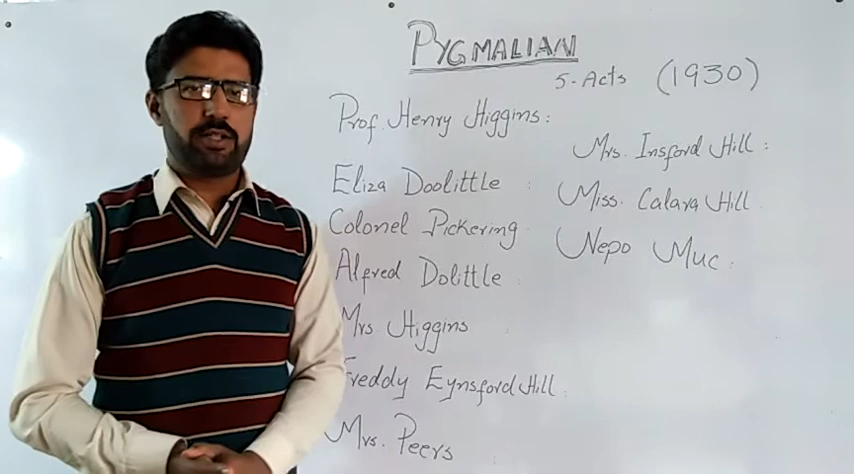 PYGMALIAN
5-Acts (1930)
Prof. Henry Higgins:
Eliza Doolittle :
Colonel Pickering
Alfred Dolittle
Mrs Higgins
Freddy Eynsford Hill
Mrs. Peers
Mrs. Insford Hill :
Miss. Calara Hill
Nepo Muc :